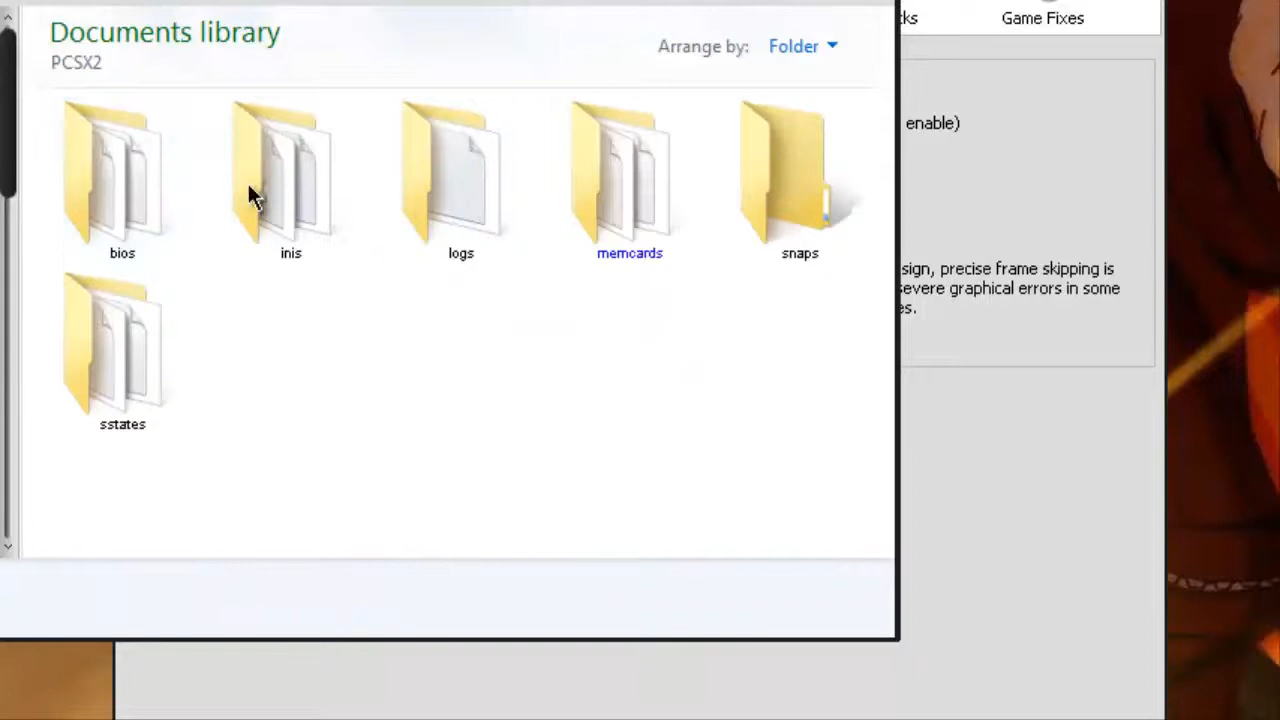 Documents library
PCSX2
Arrange by: Folder
bios
inis
logs
memcards
snaps
sstates
cks
Game Fixes
enable)
sign, precise frame skipping is
severe graphical errors in some
es.